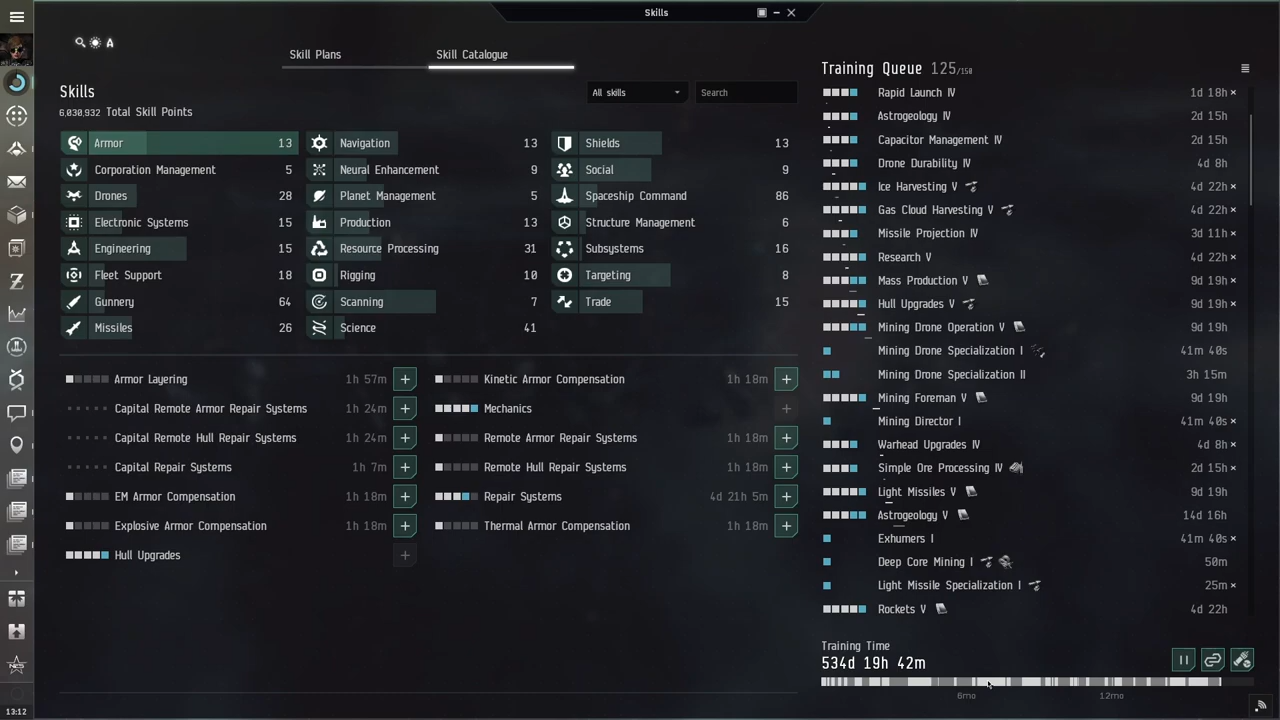 Skills
A
Skill Plans
Skill Catalogue
Training Queue 125/150
Skills
All skills
Search
6,030,932 Total Skill Points
Armor 13
Navigation 13
Shields 13
Corporation Management 5
Neural Enhancement 9
Social 9
Drones 28
Planet Management 5
Spaceship Command 86
Electronic Systems 15
Production 13
Structure Management 6
Engineering 15
Resource Processing 31
Subsystems 16
Fleet Support 18
Rigging 10
Targeting 8
Gunnery 64
Scanning 7
Trade 15
Missiles 26
Science 41
Armor Layering 1h 57m
Kinetic Armor Compensation 1h 18m
Capital Remote Armor Repair Systems 1h 24m
Mechanics
Capital Remote Hull Repair Systems 1h 24m
Remote Armor Repair Systems 1h 18m
Capital Repair Systems 1h 7m
Remote Hull Repair Systems 1h 18m
EM Armor Compensation 1h 18m
Repair Systems 4d 21h 5m
Explosive Armor Compensation 1h 18m
Thermal Armor Compensation 1h 18m
Hull Upgrades
Rapid Launch IV 1d 18h
Astrogeology IV 2d 15h
Capacitor Management IV 2d 15h
Drone Durability IV 4d 8h
Ice Harvesting V 4d 22h
Gas Cloud Harvesting V 4d 22h
Missile Projection IV 3d 11h
Research V 4d 22h
Mass Production V 9d 19h
Hull Upgrades V 9d 19h
Mining Drone Operation V 9d 19h
Mining Drone Specialization I 41m 40s
Mining Drone Specialization II 3h 15m
Mining Foreman V 9d 19h
Mining Director I 41m 40s
Warhead Upgrades IV 4d 8h
Simple Ore Processing IV 2d 15h
Light Missiles V 9d 19h
Astrogeology V 14d 16h
Exhumers I 41m 40s
Deep Core Mining I 50m
Light Missile Specialization I 25m
Rockets V 4d 22h
Training Time
534d 19h 42m
6mo
12mo
NES
13:12